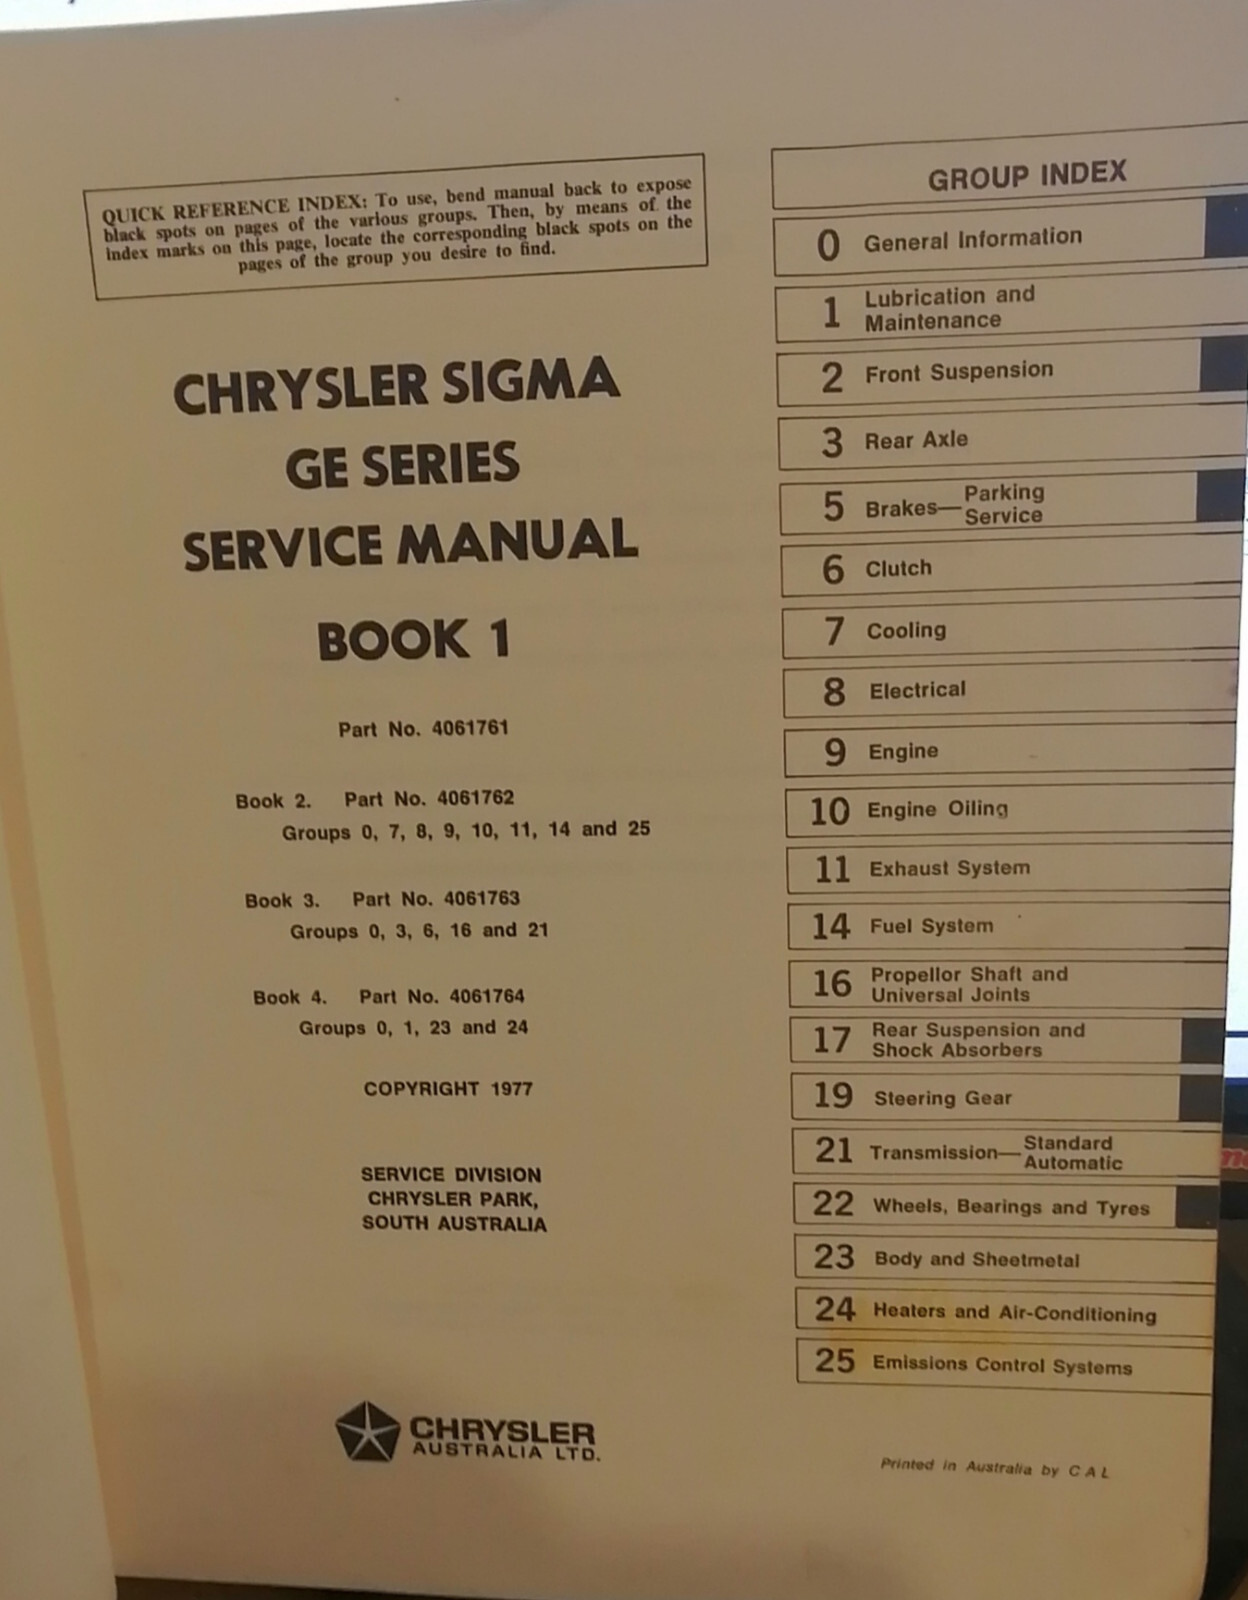 QUICK REFERENCE INDEX: To use, bend manual back to expose
black spots on pages of the various groups. Then, by means of the
index marks on this page, locate the corresponding black spots on the
pages of the group you desire to find.
CHRYSLER SIGMA
GE SERIES
SERVICE MANUAL
BOOK 1
Part No. 4061761
Book 2. Part No. 4061762
Groups 0, 7, 8, 9, 10, 11, 14 and 25
Book 3. Part No. 4061763
Groups 0, 3, 6, 16 and 21
Book 4. Part No. 4061764
Groups 0, 1, 23 and 24
COPYRIGHT 1977
SERVICE DIVISION
CHRYSLER PARK,
SOUTH AUSTRALIA
CHRYSLER
AUSTRALIA LTD.
GROUP INDEX
0 General Information
1 Lubrication and
Maintenance
2 Front Suspension
3 Rear Axle
5 Brakes—Parking
Service
6 Clutch
7 Cooling
8 Electrical
9 Engine
10 Engine Oiling
11 Exhaust System
14 Fuel System
16 Propellor Shaft and
Universal Joints
17 Rear Suspension and
Shock Absorbers
19 Steering Gear
21 Transmission—Standard
Automatic
22 Wheels, Bearings and Tyres
23 Body and Sheetmetal
24 Heaters and Air-Conditioning
25 Emissions Control Systems
Printed in Australia by C A L